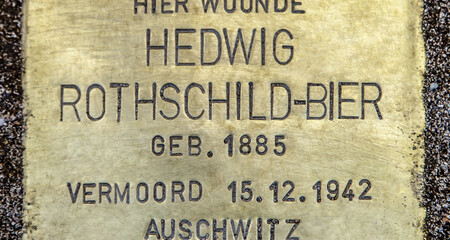 HIER WOONDE
HEDWIG
ROTHSCHILD-BIER
GEB. 1885
VERMOORD 15.12.1942
AUSCHWITZ